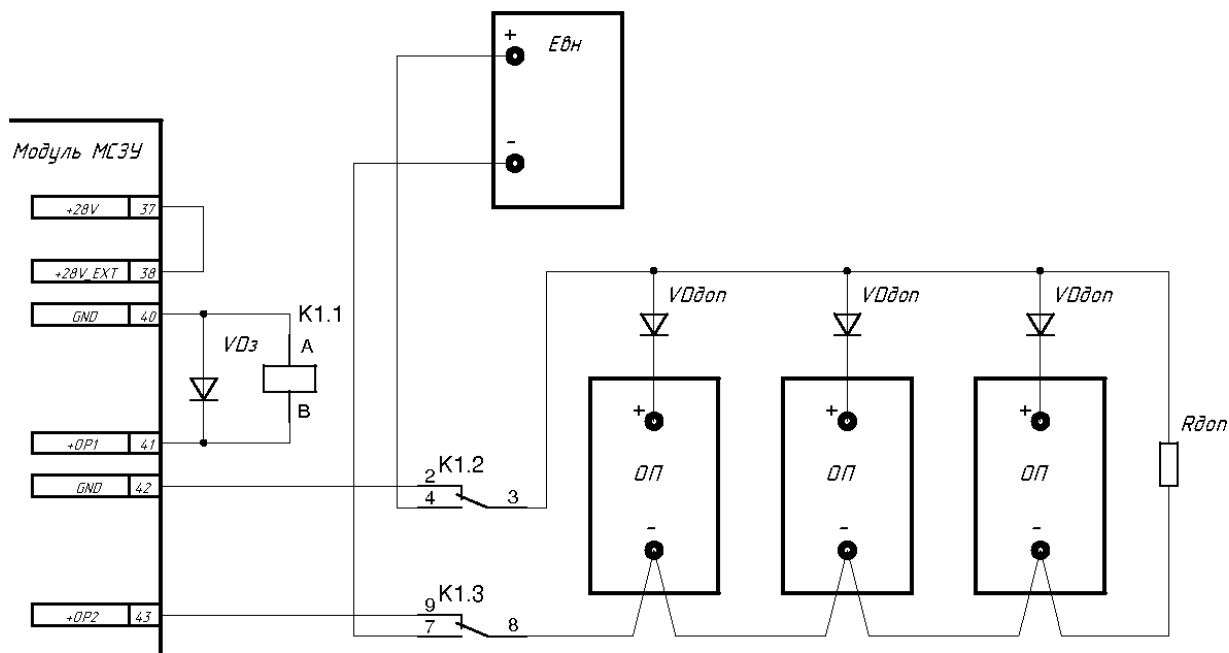 +
Евн
-
Модуль МСЗУ
+28V 37
+28V_EXT 38
GND 40
K1.1
VDз
A
B
+OP1 41
GND 42
+OP2 43
K1.2
2
4
3
K1.3
9
7
8
VDдоп
VDдоп
VDдоп
+
+
+
ОП
ОП
ОП
-
-
-
Rдоп